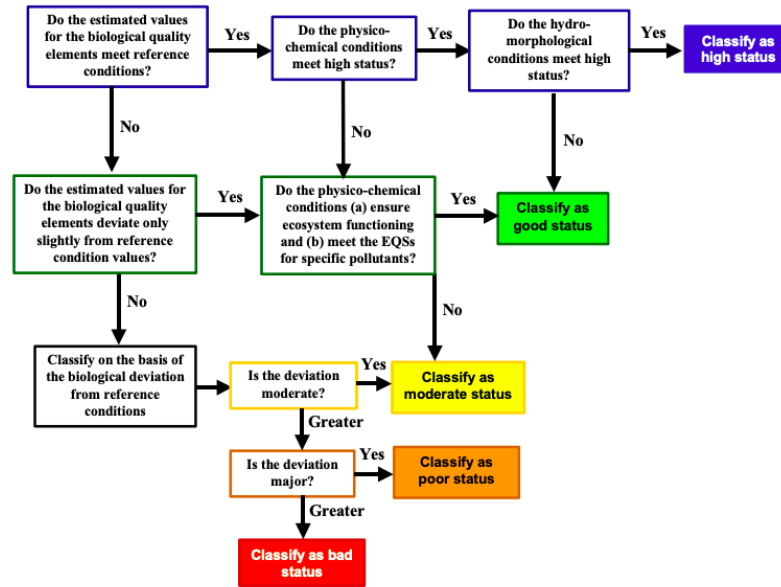 Do the estimated values
for the biological quality
elements meet reference
conditions?
Yes
Do the physico-
chemical conditions
meet high status?
Yes
Do the hydro-
morphological
conditions meet high
status?
Yes
Classify as
high status
No
No
No
Do the estimated values for
the biological quality
elements deviate only
slightly from reference
condition values?
Yes
Do the physico-chemical
conditions (a) ensure
ecosystem functioning
and (b) meet the EQSs
for specific pollutants?
Yes
Classify as
good status
No
No
Classify on the basis of
the biological deviation
from reference
conditions
Is the deviation
moderate?
Yes
Classify as
moderate status
Greater
Is the deviation
major?
Yes
Classify as
poor status
Greater
Classify as bad
status